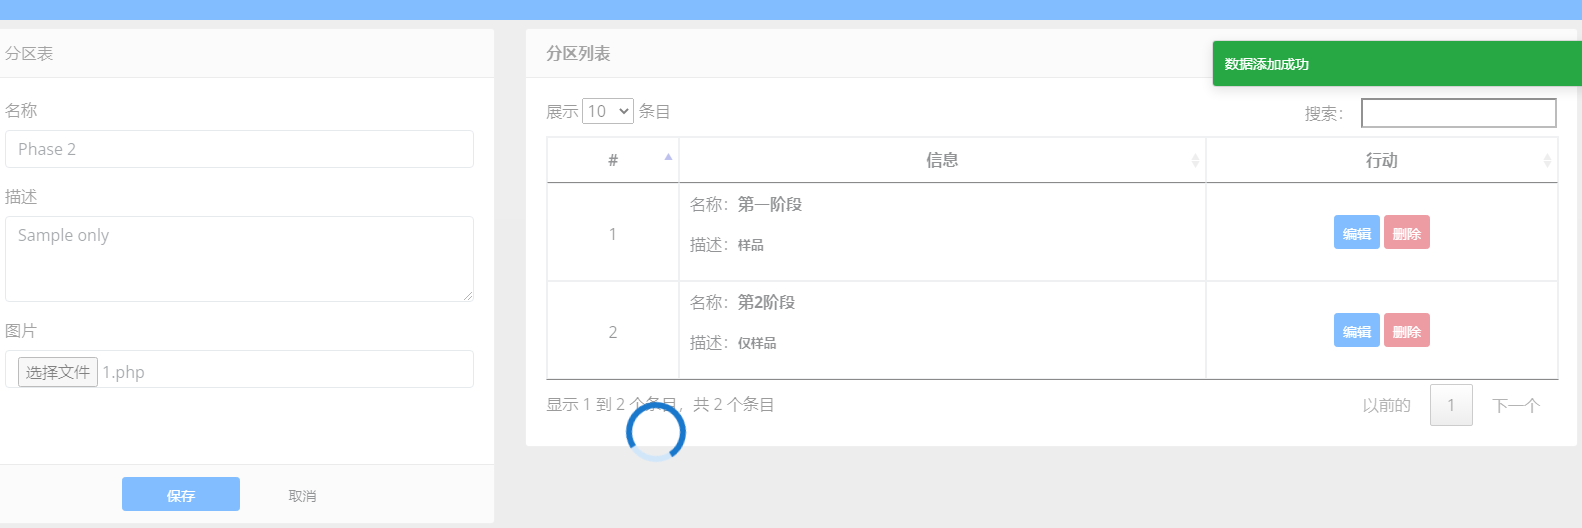 分区表
名称
Phase 2
描述
Sample only
图片
选择文件 1.php
保存 取消
分区列表
数据添加成功
展示 10 条目
搜索：
# 信息 行动
名称：第一阶段
1
描述：样品
编辑 删除
名称：第2阶段
2
描述：仅样品
编辑 删除
显示 1 到 2 个条目，共 2 个条目
以前的 1 下一个